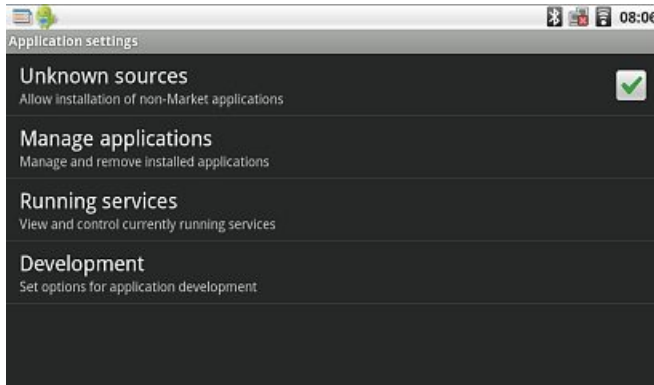 08:06
Application settings
Unknown sources
Allow installation of non-Market applications
Manage applications
Manage and remove installed applications
Running services
View and control currently running services
Development
Set options for application development